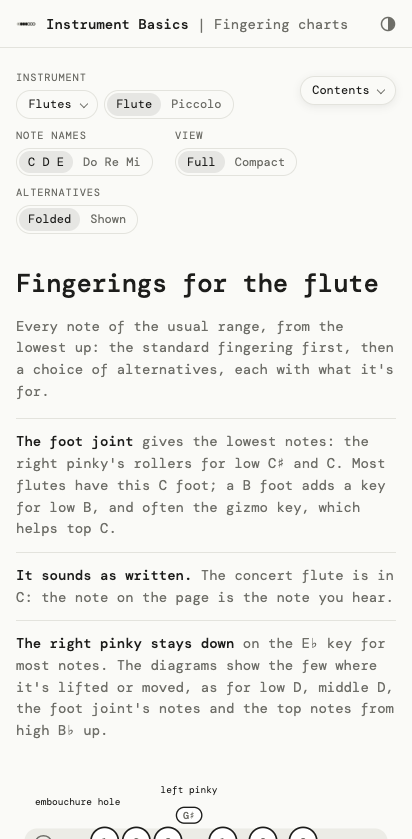 Instrument Basics | Fingering charts
INSTRUMENT
Flutes
Flute
Piccolo
Contents
NOTE NAMES
VIEW
C D E
Do Re Mi
Full
Compact
ALTERNATIVES
Folded
Shown
Fingerings for the flute
Every note of the usual range, from the
lowest up: the standard fingering first, then
a choice of alternatives, each with what it's
for.
The foot joint gives the lowest notes: the
right pinky's rollers for low C♯ and C. Most
flutes have this C foot; a B foot adds a key
for low B, and often the gizmo key, which
helps top C.
It sounds as written. The concert flute is in
C: the note on the page is the note you hear.
The right pinky stays down on the E♭ key for
most notes. The diagrams show the few where
it's lifted or moved, as for low D, middle D,
the foot joint's notes and the top notes from
high B♭ up.
left pinky
embouchure hole
G♯